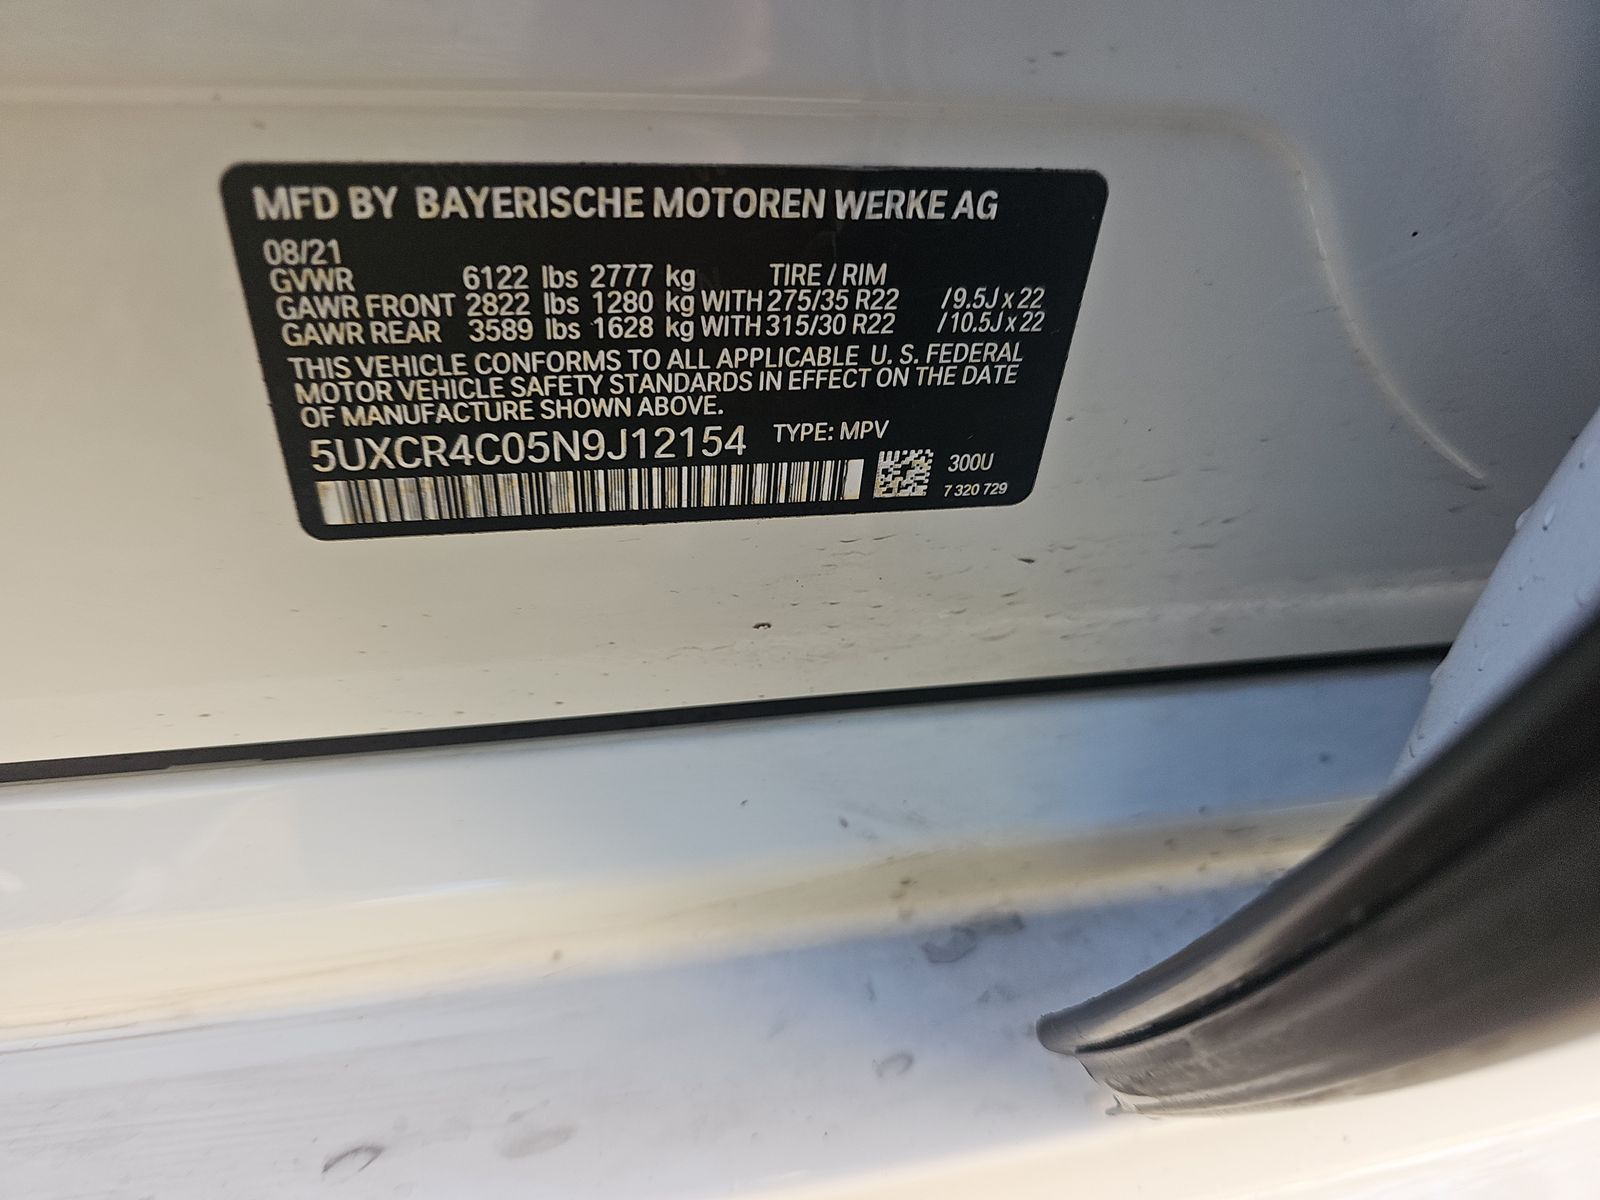 MFD BY BAYERISCHE MOTOREN WERKE AG
08/21
GVWR 6122 lbs 2777 kg TIRE / RIM
GAWR FRONT 2822 lbs 1280 kg WITH 275/35 R22 / 9.5J x 22
GAWR REAR 3589 lbs 1628 kg WITH 315/30 R22 / 10.5J x 22
THIS VEHICLE CONFORMS TO ALL APPLICABLE U. S. FEDERAL
MOTOR VEHICLE SAFETY STANDARDS IN EFFECT ON THE DATE
OF MANUFACTURE SHOWN ABOVE.
5UXCR4C05N9J12154 TYPE: MPV
300U
7 320 729